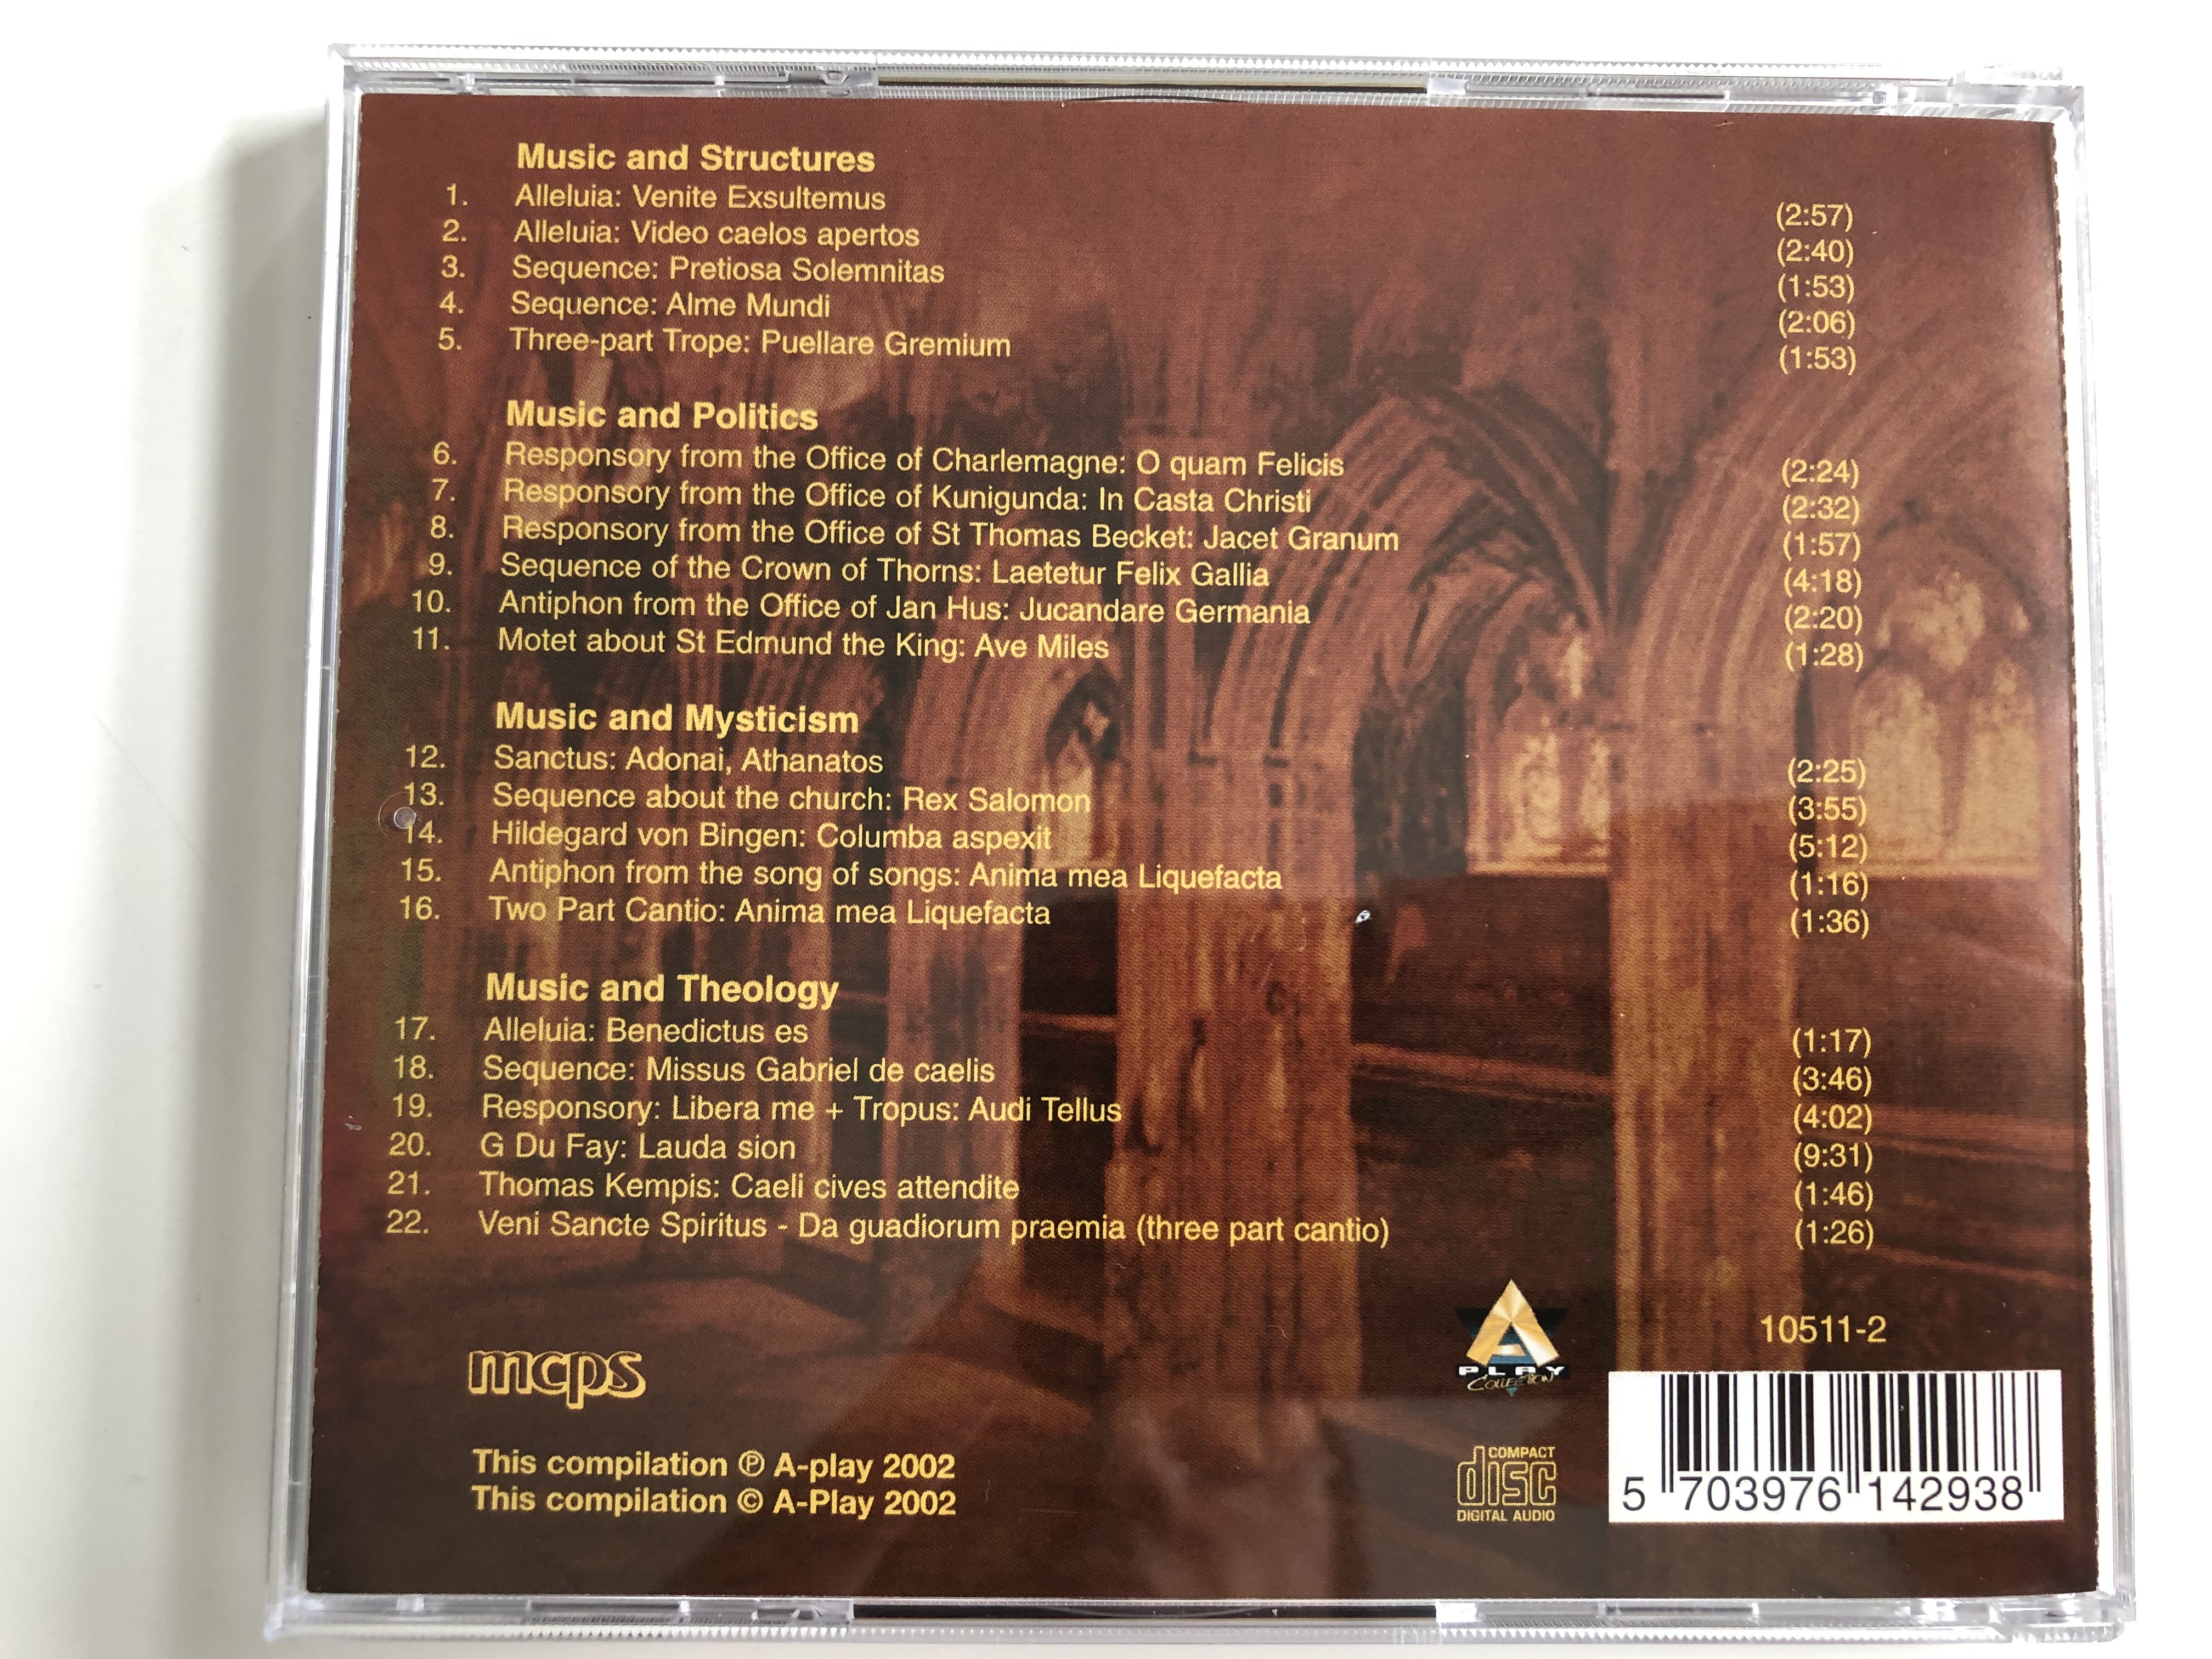 Music and Structures
1. Alleluia: Venite Exsultemus (2:57)
2. Alleluia: Video caelos apertos (2:40)
3. Sequence: Pretiosa Solemnitas (1:53)
4. Sequence: Alme Mundi (2:06)
5. Three-part Trope: Puellare Gremium (1:53)
Music and Politics
6. Responsory from the Office of Charlemagne: O quam Felicis (2:24)
7. Responsory from the Office of Kunigunda: In Casta Christi (2:32)
8. Responsory from the Office of St Thomas Becket: Jacet Granum (1:57)
9. Sequence of the Crown of Thorns: Laetetur Felix Gallia (4:18)
10. Antiphon from the Office of Jan Hus: Jucandare Germania (2:20)
11. Motet about St Edmund the King: Ave Miles (1:28)
Music and Mysticism
12. Sanctus: Adonai, Athanatos (2:25)
13. Sequence about the church: Rex Salomon (3:55)
14. Hildegard von Bingen: Columba aspexit (5:12)
15. Antiphon from the song of songs: Anima mea Liquefacta (1:16)
16. Two Part Cantio: Anima mea Liquefacta (1:36)
Music and Theology
17. Alleluia: Benedictus es (1:17)
18. Sequence: Missus Gabriel de caelis (3:46)
19. Responsory: Libera me + Tropus: Audi Tellus (4:02)
20. G Du Fay: Lauda sion (9:31)
21. Thomas Kempis: Caeli cives attendite (1:46)
22. Veni Sancte Spiritus - Da guadiorum praemia (three part cantio) (1:26)
10511-2
A
PLAY
COLLECTION
mcps
This compilation ℗ A-play 2002
This compilation © A-Play 2002
COMPACT
disc
DIGITAL AUDIO
5 703976 142938